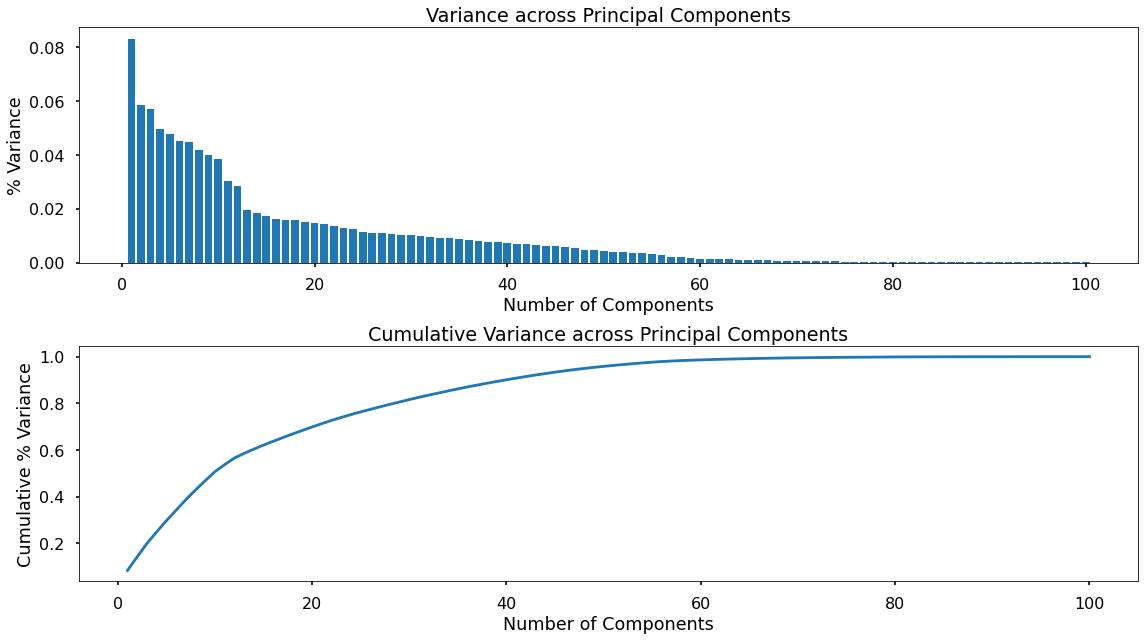 Variance across Principal Components
% Variance
0.08
0.06
0.04
0.02
0.00
0 20 40 60 80 100
Number of Components
Cumulative Variance across Principal Components
Cumulative % Variance
1.0
0.8
0.6
0.4
0.2
0 20 40 60 80 100
Number of Components